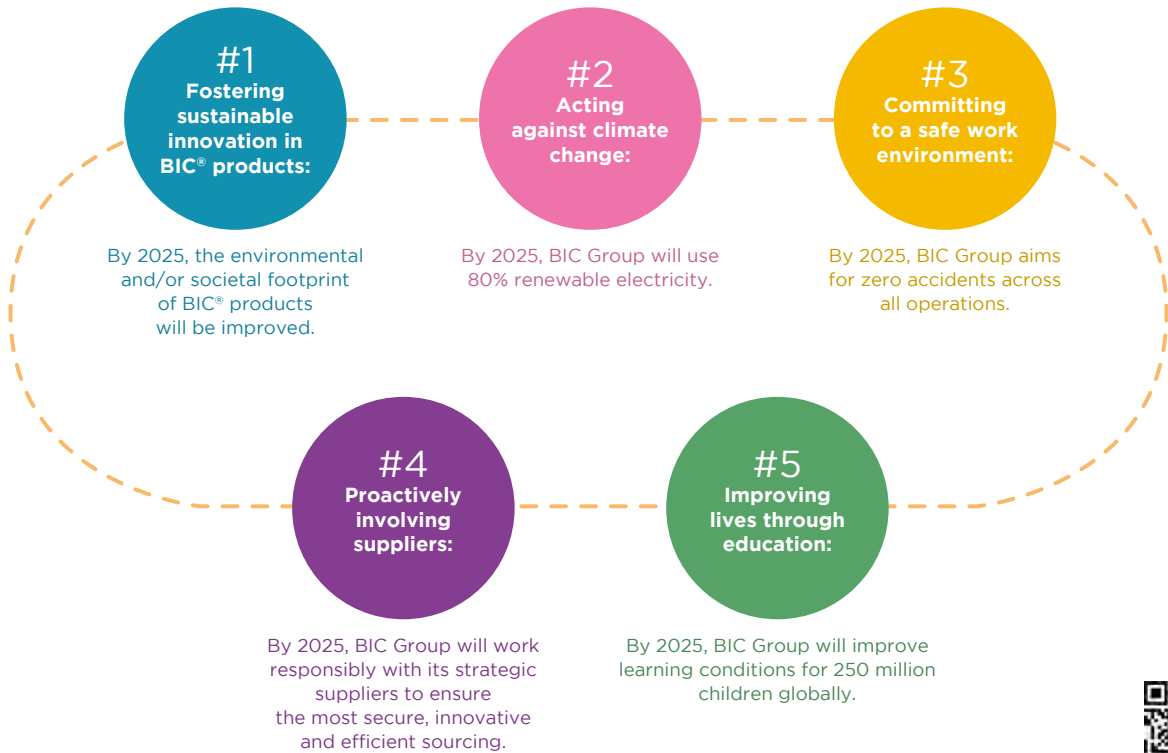 #1
Fostering
sustainable
innovation in
BIC® products:
By 2025, the environmental
and/or societal footprint
of BIC® products
will be improved.
#2
Acting
against climate
change:
By 2025, BIC Group will use
80% renewable electricity.
#3
Committing
to a safe work
environment:
By 2025, BIC Group aims
for zero accidents across
all operations.
#4
Proactively
involving
suppliers:
By 2025, BIC Group will work
responsibly with its strategic
suppliers to ensure
the most secure, innovative
and efficient sourcing.
#5
Improving
lives through
education:
By 2025, BIC Group will improve
learning conditions for 250 million
children globally.